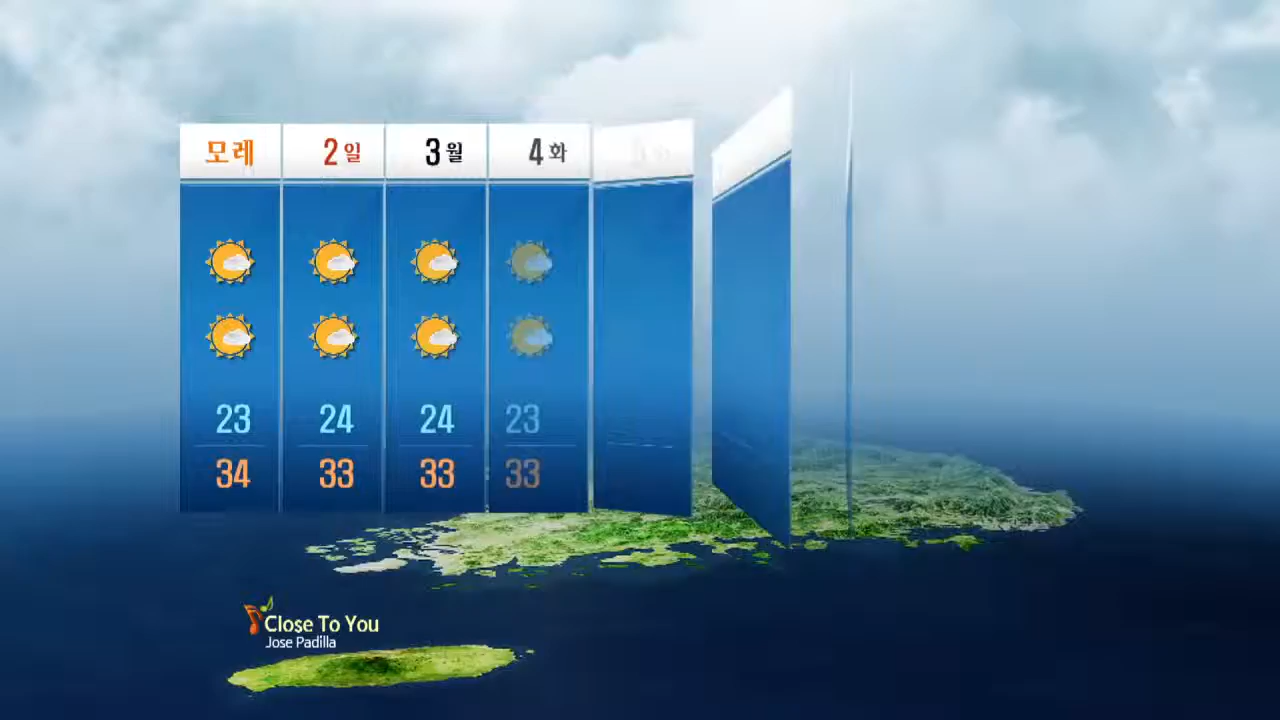 모레 2일 3월 4화
23 24 24 23
34 33 33 33
Close To You
Jose Padilla